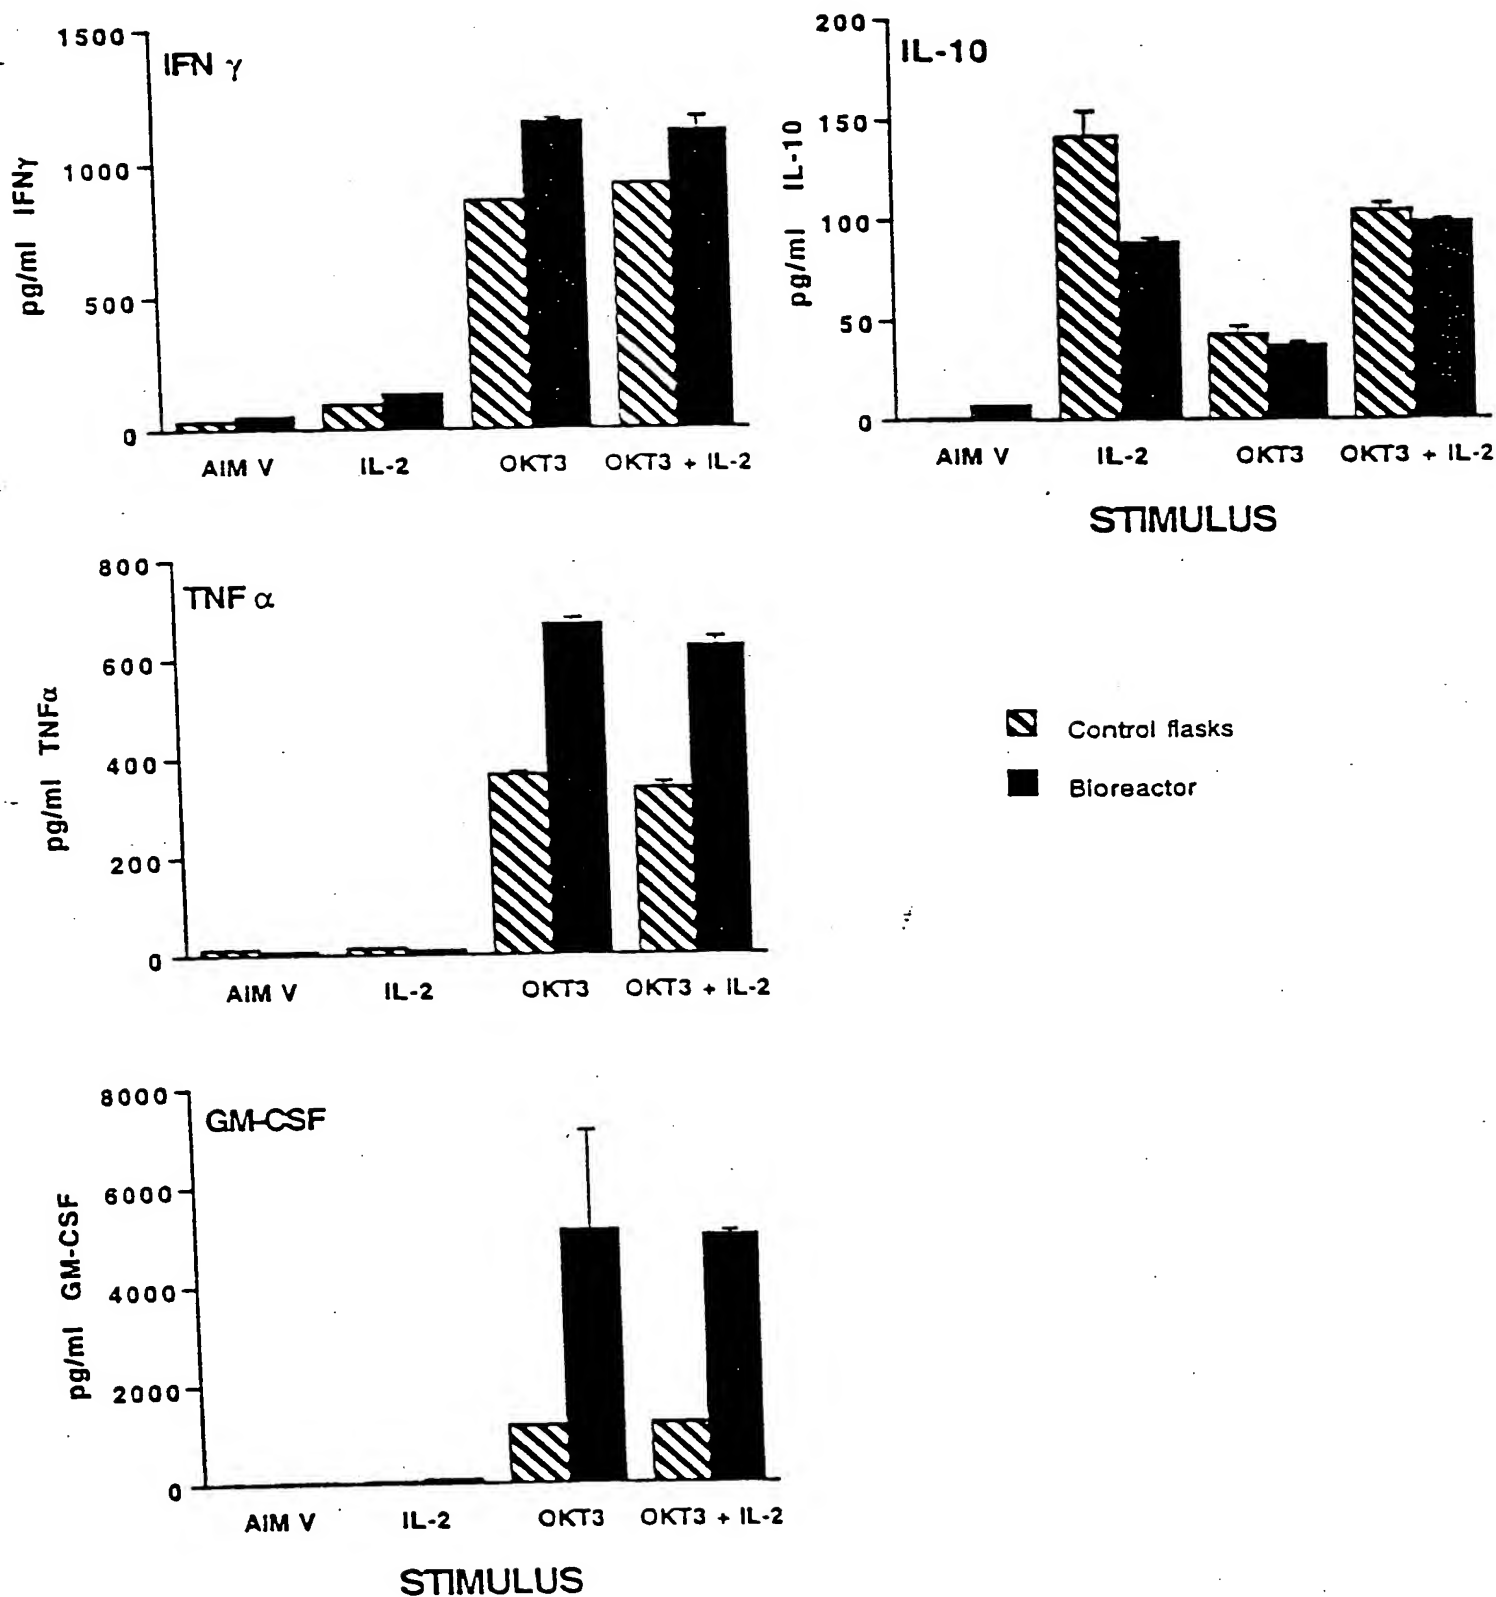 IFN γ
pg/ml IFNγ
1500
1000
500
0
AIM V IL-2 OKT3 OKT3 + IL-2
IL-10
pg/ml IL-10
200
150
100
50
0
AIM V IL-2 OKT3 OKT3 + IL-2
STIMULUS
TNF α
pg/ml TNFα
800
600
400
200
0
AIM V IL-2 OKT3 OKT3 + IL-2
Control flasks
Bioreactor
GM-CSF
pg/ml GM-CSF
8000
6000
4000
2000
0
AIM V IL-2 OKT3 OKT3 + IL-2
STIMULUS